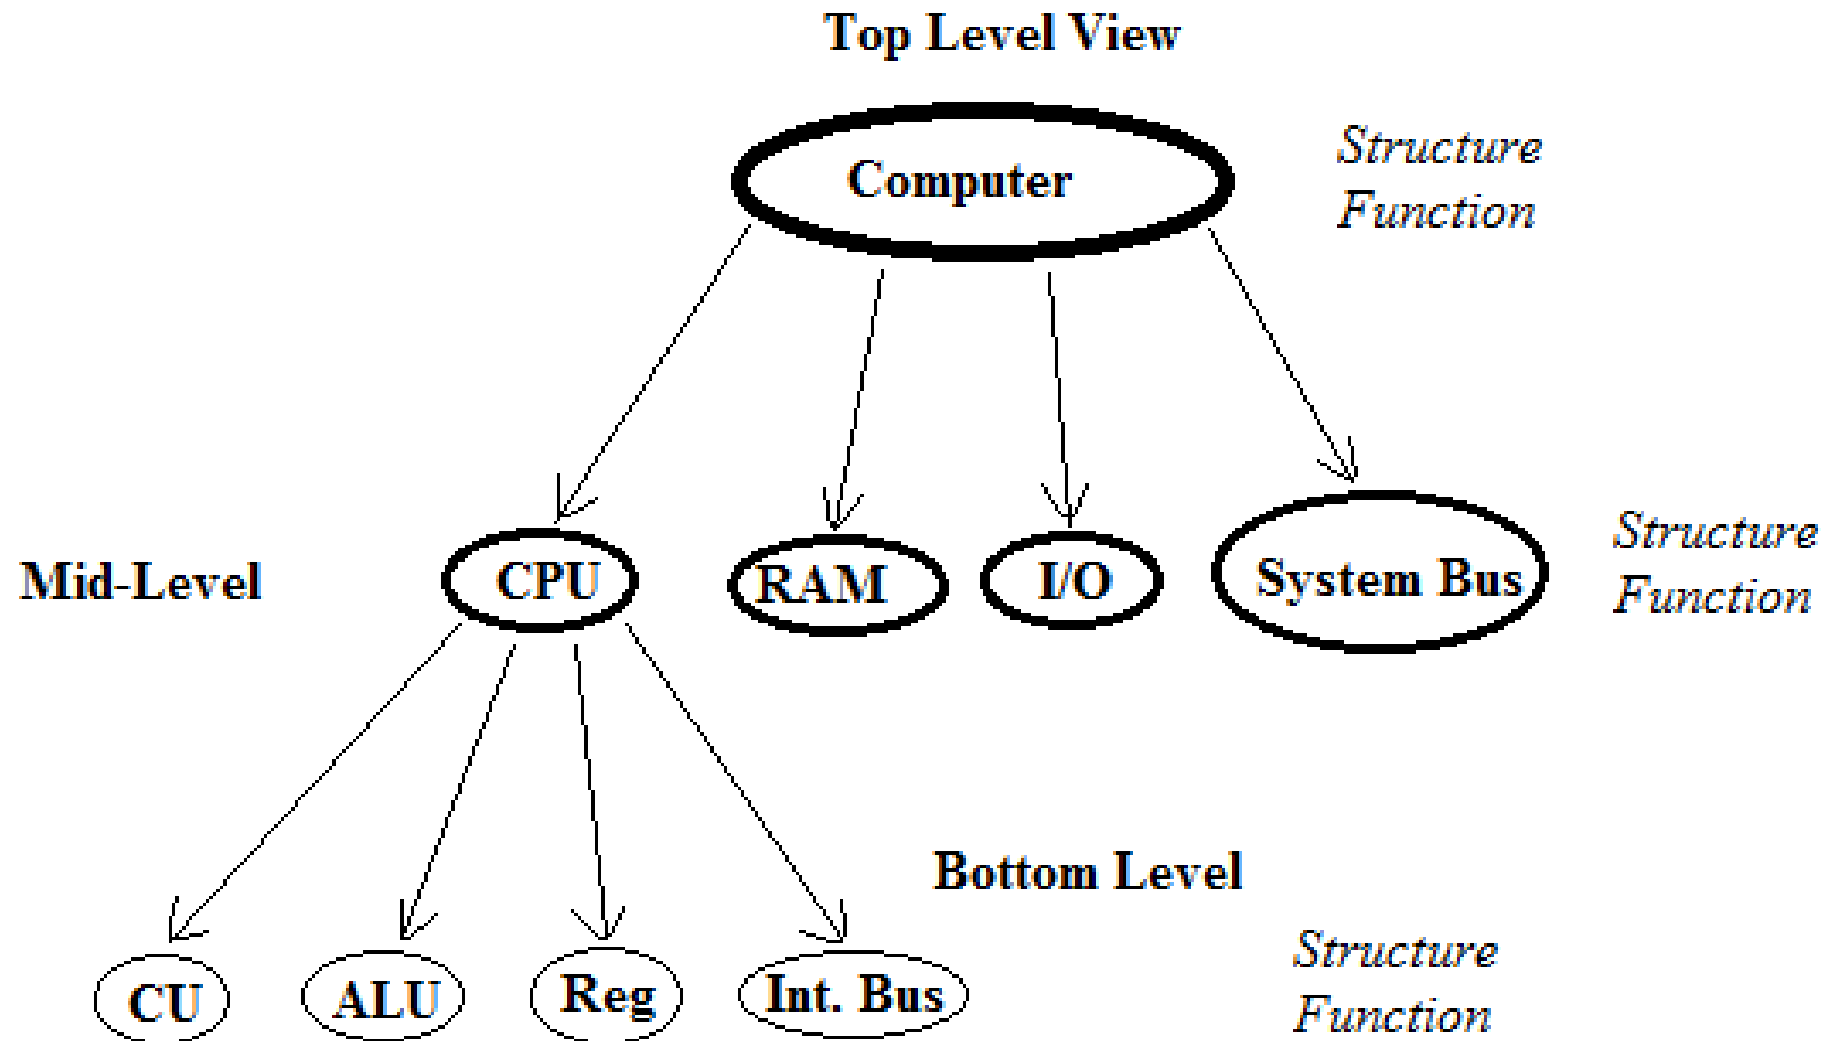 Top Level View
Computer
Structure
Function
Mid-Level
CPU
RAM
I/O
System Bus
Structure
Function
Bottom Level
CU
ALU
Reg
Int. Bus
Structure
Function